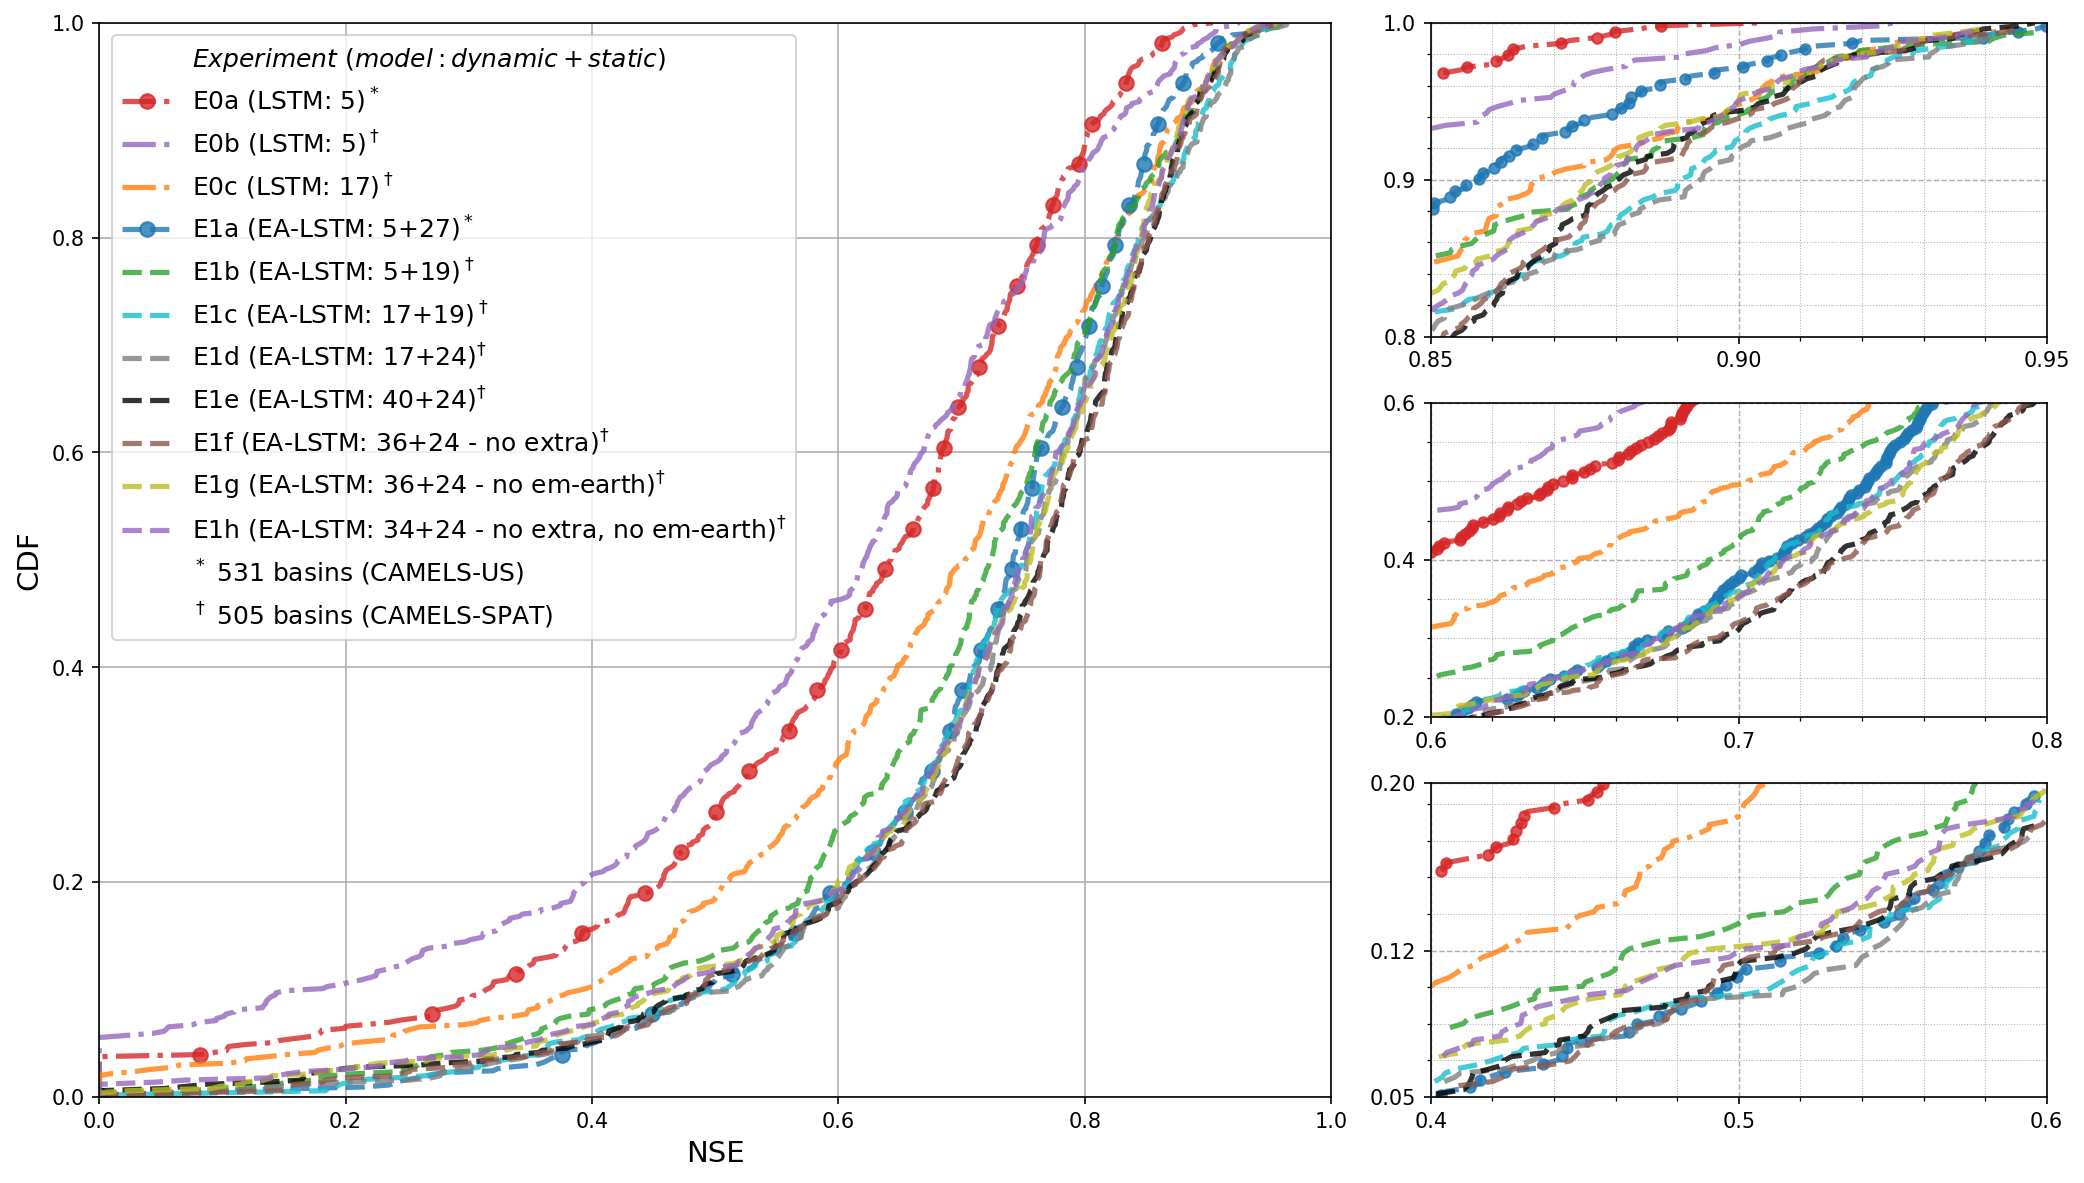 Experiment (model: dynamic + static)
E0a (LSTM: 5)*
E0b (LSTM: 5)†
E0c (LSTM: 17)†
E1a (EA-LSTM: 5+27)*
E1b (EA-LSTM: 5+19)†
E1c (EA-LSTM: 17+19)†
E1d (EA-LSTM: 17+24)†
E1e (EA-LSTM: 40+24)†
E1f (EA-LSTM: 36+24 - no extra)†
E1g (EA-LSTM: 36+24 - no em-earth)†
E1h (EA-LSTM: 34+24 - no extra, no em-earth)†
* 531 basins (CAMELS-US)
† 505 basins (CAMELS-SPAT)
CDF
1.0
0.8
0.6
0.4
0.2
0.0
0.0 0.2 0.4 0.6 0.8 1.0
NSE
1.0
0.9
0.8
0.85 0.90 0.95
0.6
0.4
0.2
0.6 0.7 0.8
0.20
0.12
0.05
0.4 0.5 0.6